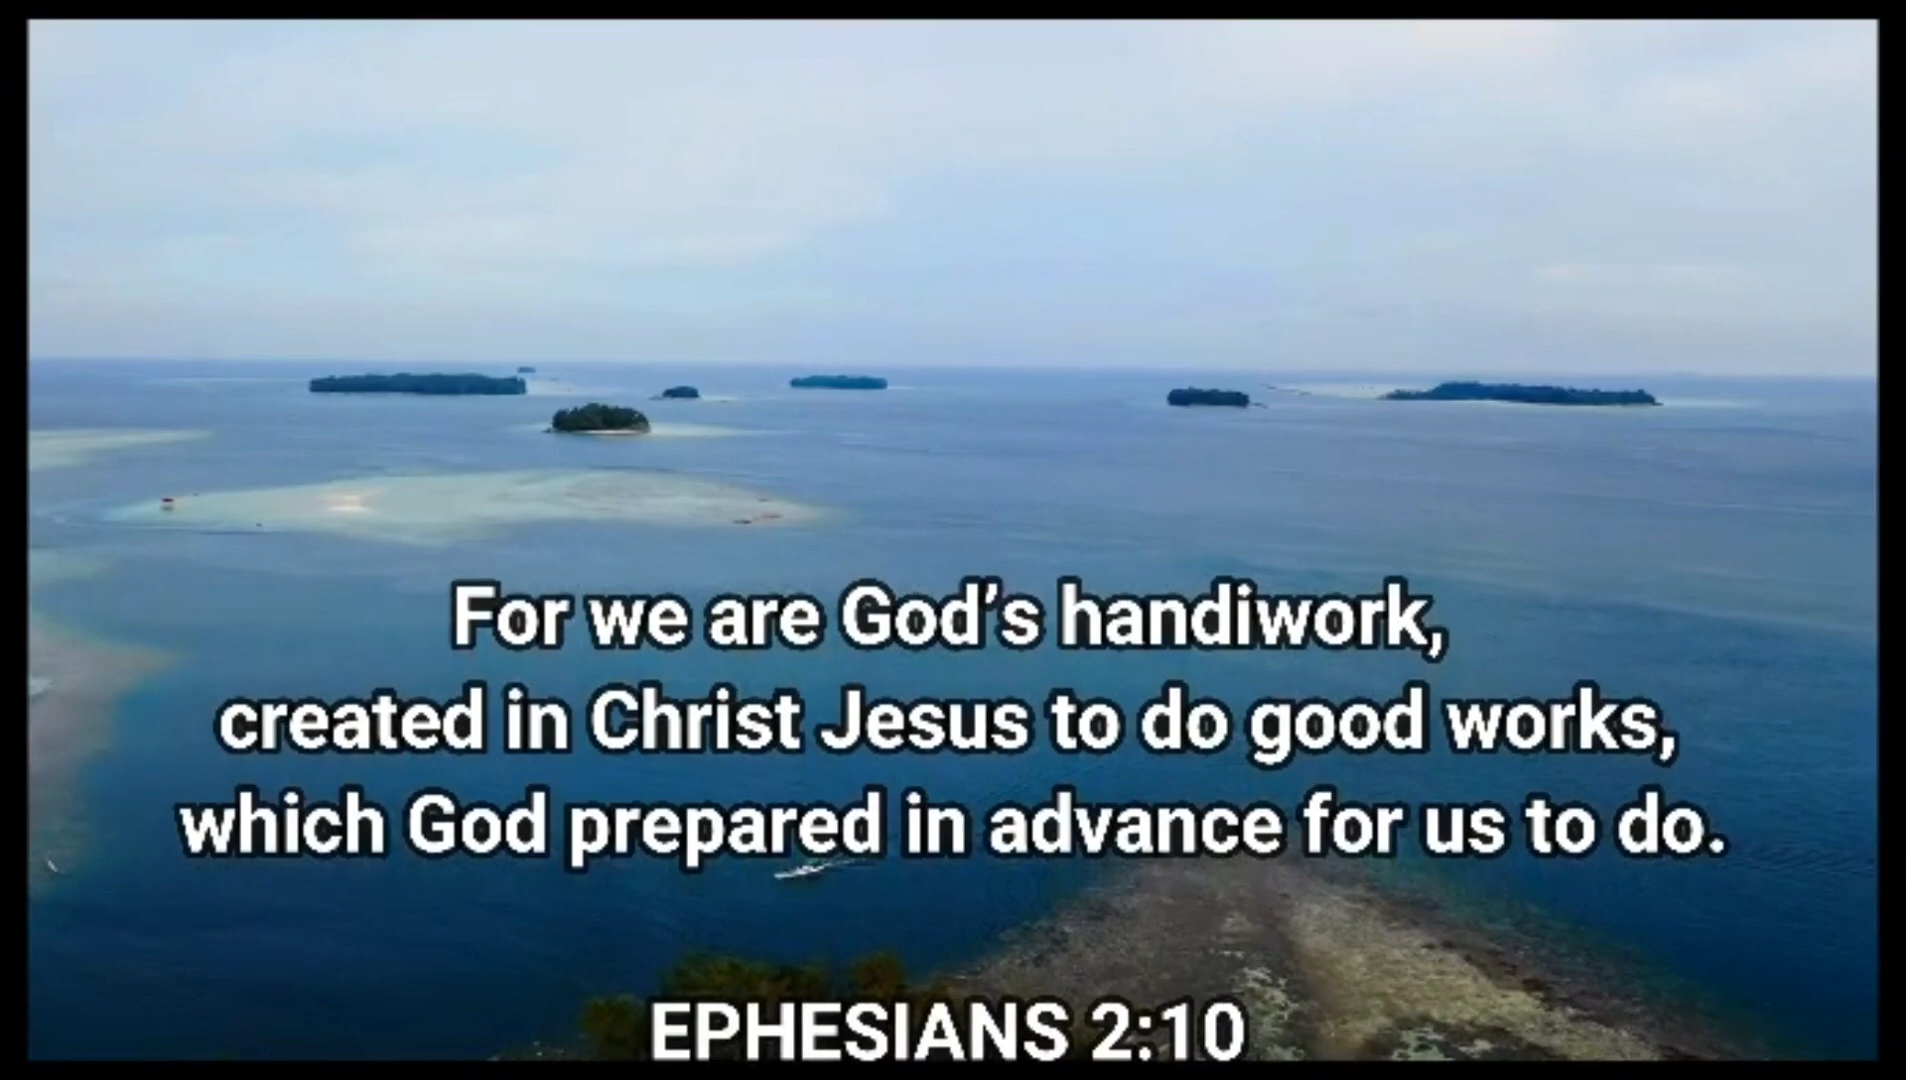 For we are God’s handiwork,
created in Christ Jesus to do good works,
which God prepared in advance for us to do.
EPHESIANS 2:10